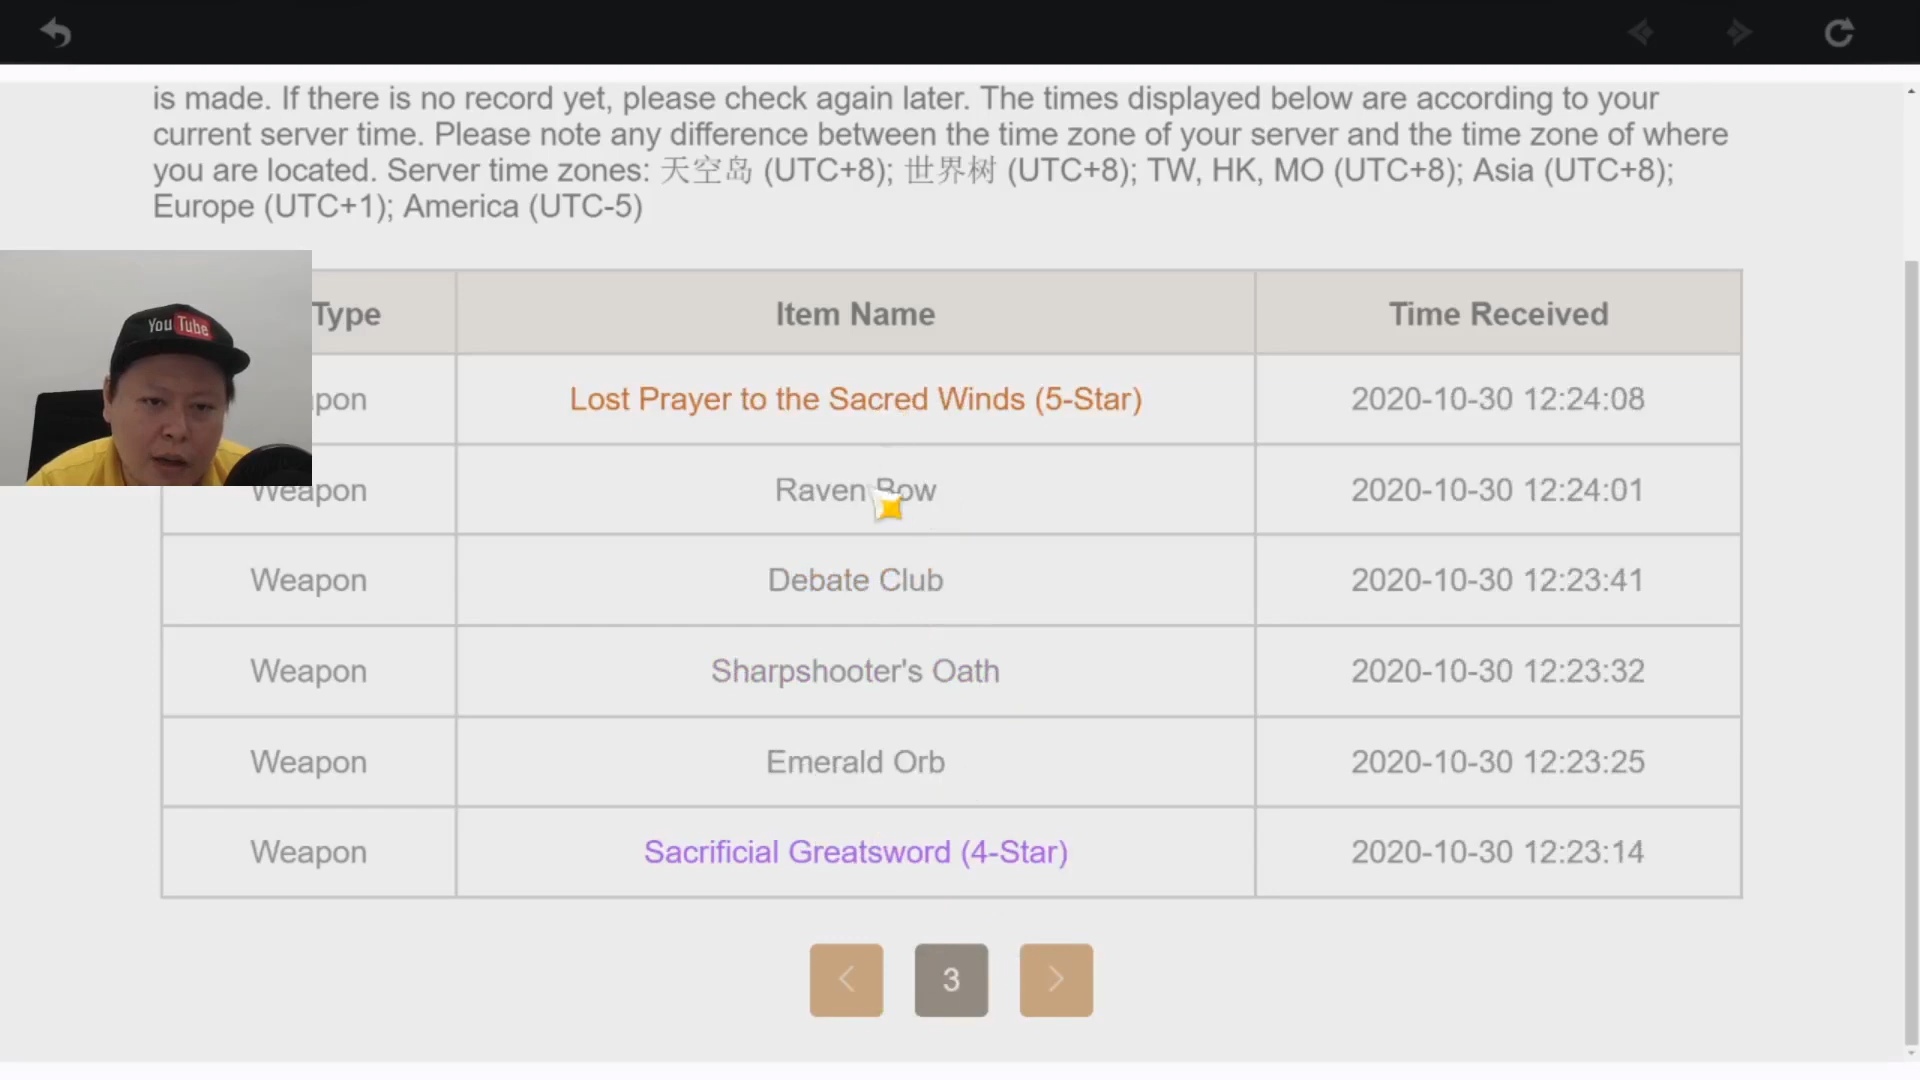 is made. If there is no record yet, please check again later. The times displayed below are according to your
current server time. Please note any difference between the time zone of your server and the time zone of where
you are located. Server time zones: 天空岛 (UTC+8); 世界树 (UTC+8); TW, HK, MO (UTC+8); Asia (UTC+8);
Europe (UTC+1); America (UTC-5)
YouTube
Type Item Name Time Received
pon Lost Prayer to the Sacred Winds (5-Star) 2020-10-30 12:24:08
Weapon Raven Bow 2020-10-30 12:24:01
Weapon Debate Club 2020-10-30 12:23:41
Weapon Sharpshooter's Oath 2020-10-30 12:23:32
Weapon Emerald Orb 2020-10-30 12:23:25
Weapon Sacrificial Greatsword (4-Star) 2020-10-30 12:23:14
3